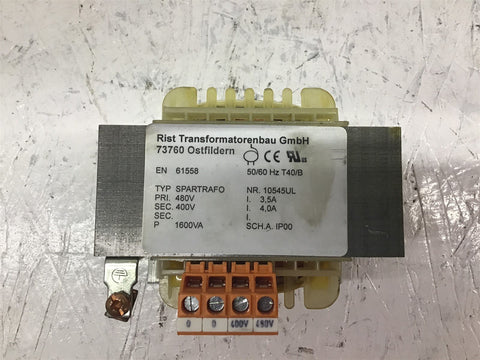 Rist Transformatorenbau GmbH
73760 Ostfildern
EN 61558 50/60 Hz T40/B
TYP SPARTRAFO NR. 10545UL
PRI. 480V I. 3,5A
SEC. 400V I. 4,0A
SEC. I.
P 1600VA SCH.A. IP00
0 0 400V 480V